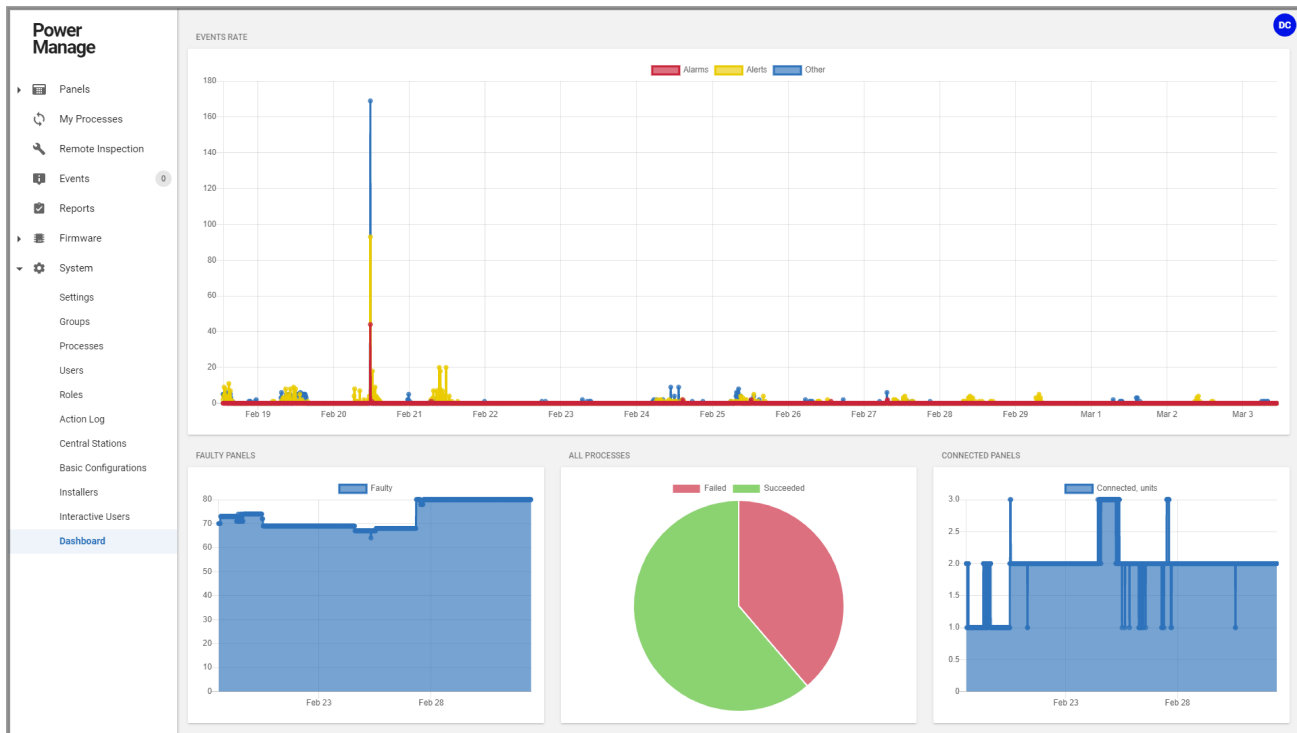 Power
Manage
Panels
My Processes
Remote Inspection
Events 0
Reports
Firmware
System
Settings
Groups
Processes
Users
Roles
Action Log
Central Stations
Basic Configurations
Installers
Interactive Users
Dashboard
DC
EVENTS RATE
Alarms Alerts Other
180
160
140
120
100
80
60
40
20
0
Feb 19 Feb 20 Feb 21 Feb 22 Feb 23 Feb 24 Feb 25 Feb 26 Feb 27 Feb 28 Feb 29 Mar 1 Mar 2 Mar 3
FAULTY PANELS
Faulty
80
70
60
50
40
30
20
10
0
Feb 23 Feb 28
ALL PROCESSES
Failed Succeeded
CONNECTED PANELS
Connected, units
3.0
2.5
2.0
1.5
1.0
0.5
0
Feb 23 Feb 28